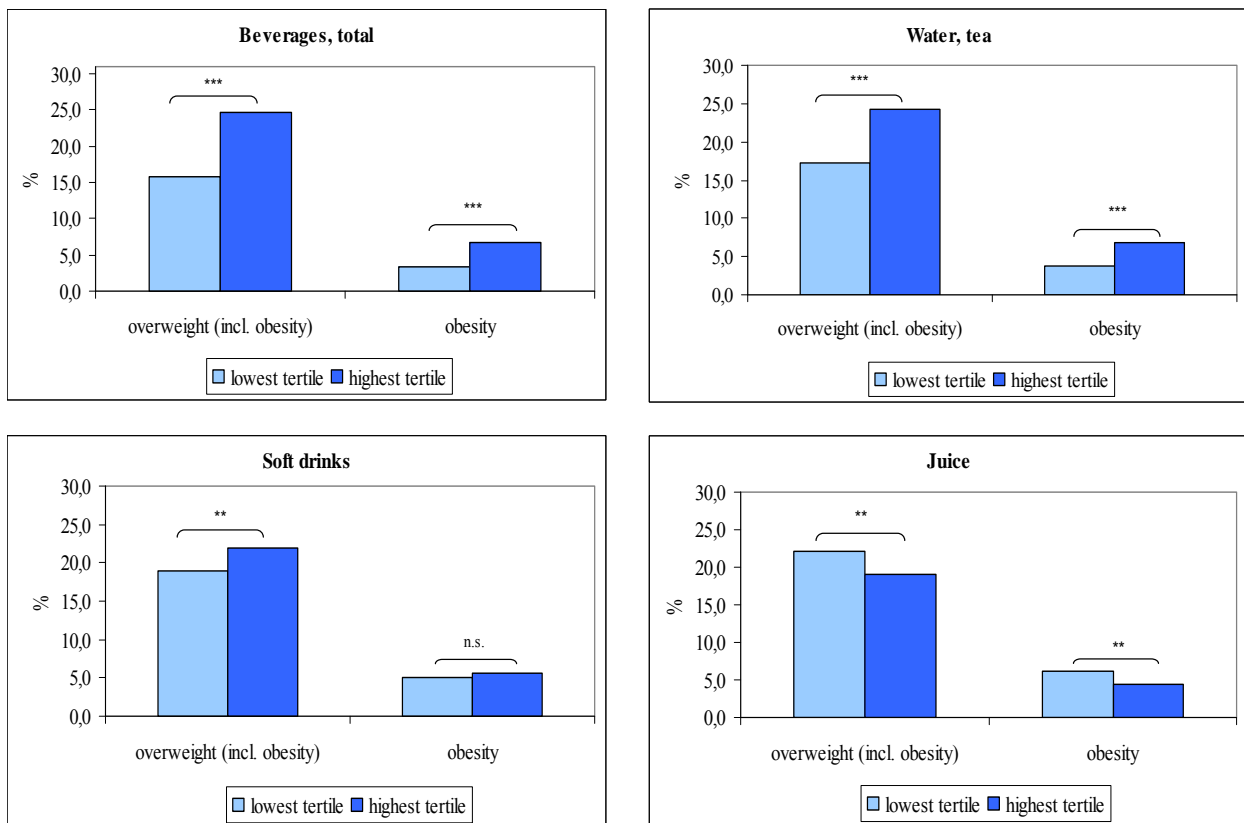 Beverages, total
30,0
25,0
20,0
15,0
10,0
5,0
0,0
%
***
***
overweight (incl. obesity)
obesity
lowest tertile
highest tertile
Water, tea
30,0
25,0
20,0
15,0
10,0
5,0
0,0
%
***
***
overweight (incl. obesity)
obesity
lowest tertile
highest tertile
Soft drinks
30,0
25,0
20,0
15,0
10,0
5,0
0,0
%
**
n.s.
overweight (incl. obesity)
obesity
lowest tertile
highest tertile
Juice
30,0
25,0
20,0
15,0
10,0
5,0
0,0
%
**
**
overweight (incl. obesity)
obesity
lowest tertile
highest tertile